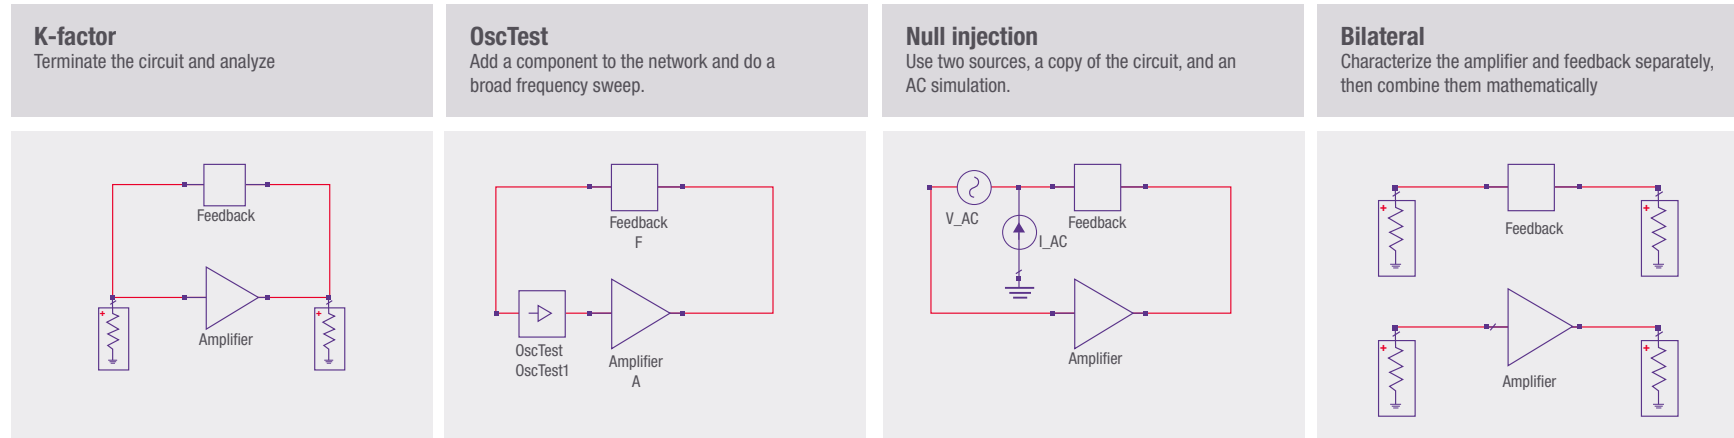 K-factor
Terminate the circuit and analyze
OscTest
Add a component to the network and do a
broad frequency sweep.
Null injection
Use two sources, a copy of the circuit, and an
AC simulation.
Bilateral
Characterize the amplifier and feedback separately,
then combine them mathematically
Feedback
Amplifier
+
+
Feedback
F
OscTest
OscTest1
Amplifier
A
V_AC
I_AC
Feedback
Amplifier
Feedback
+
+
Amplifier
+
+